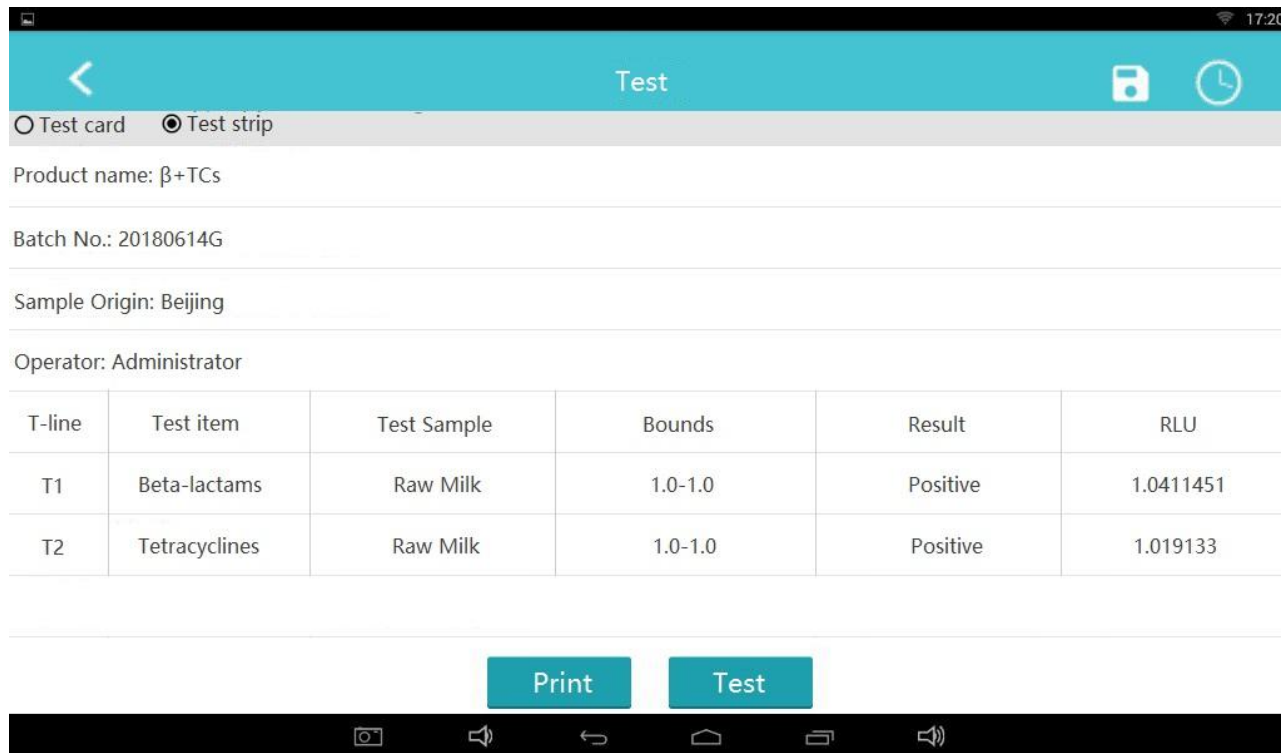 17:20
Test
Test card Test strip
Product name: β+TCs
Batch No.: 20180614G
Sample Origin: Beijing
Operator: Administrator
T-line Test item Test Sample Bounds Result RLU
T1 Beta-lactams Raw Milk 1.0-1.0 Positive 1.0411451
T2 Tetracyclines Raw Milk 1.0-1.0 Positive 1.019133
Print Test